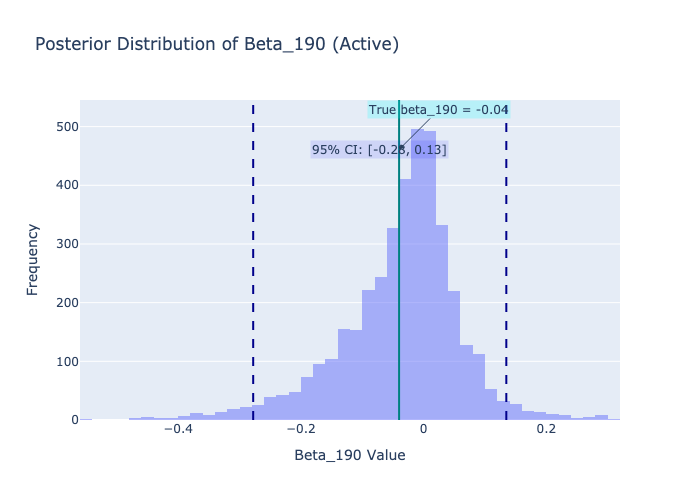 Posterior Distribution of Beta_190 (Active)
True beta_190 = -0.04
95% CI: [-0.28, 0.13]
Frequency
500
400
300
200
100
0
−0.4
−0.2
0
0.2
Beta_190 Value